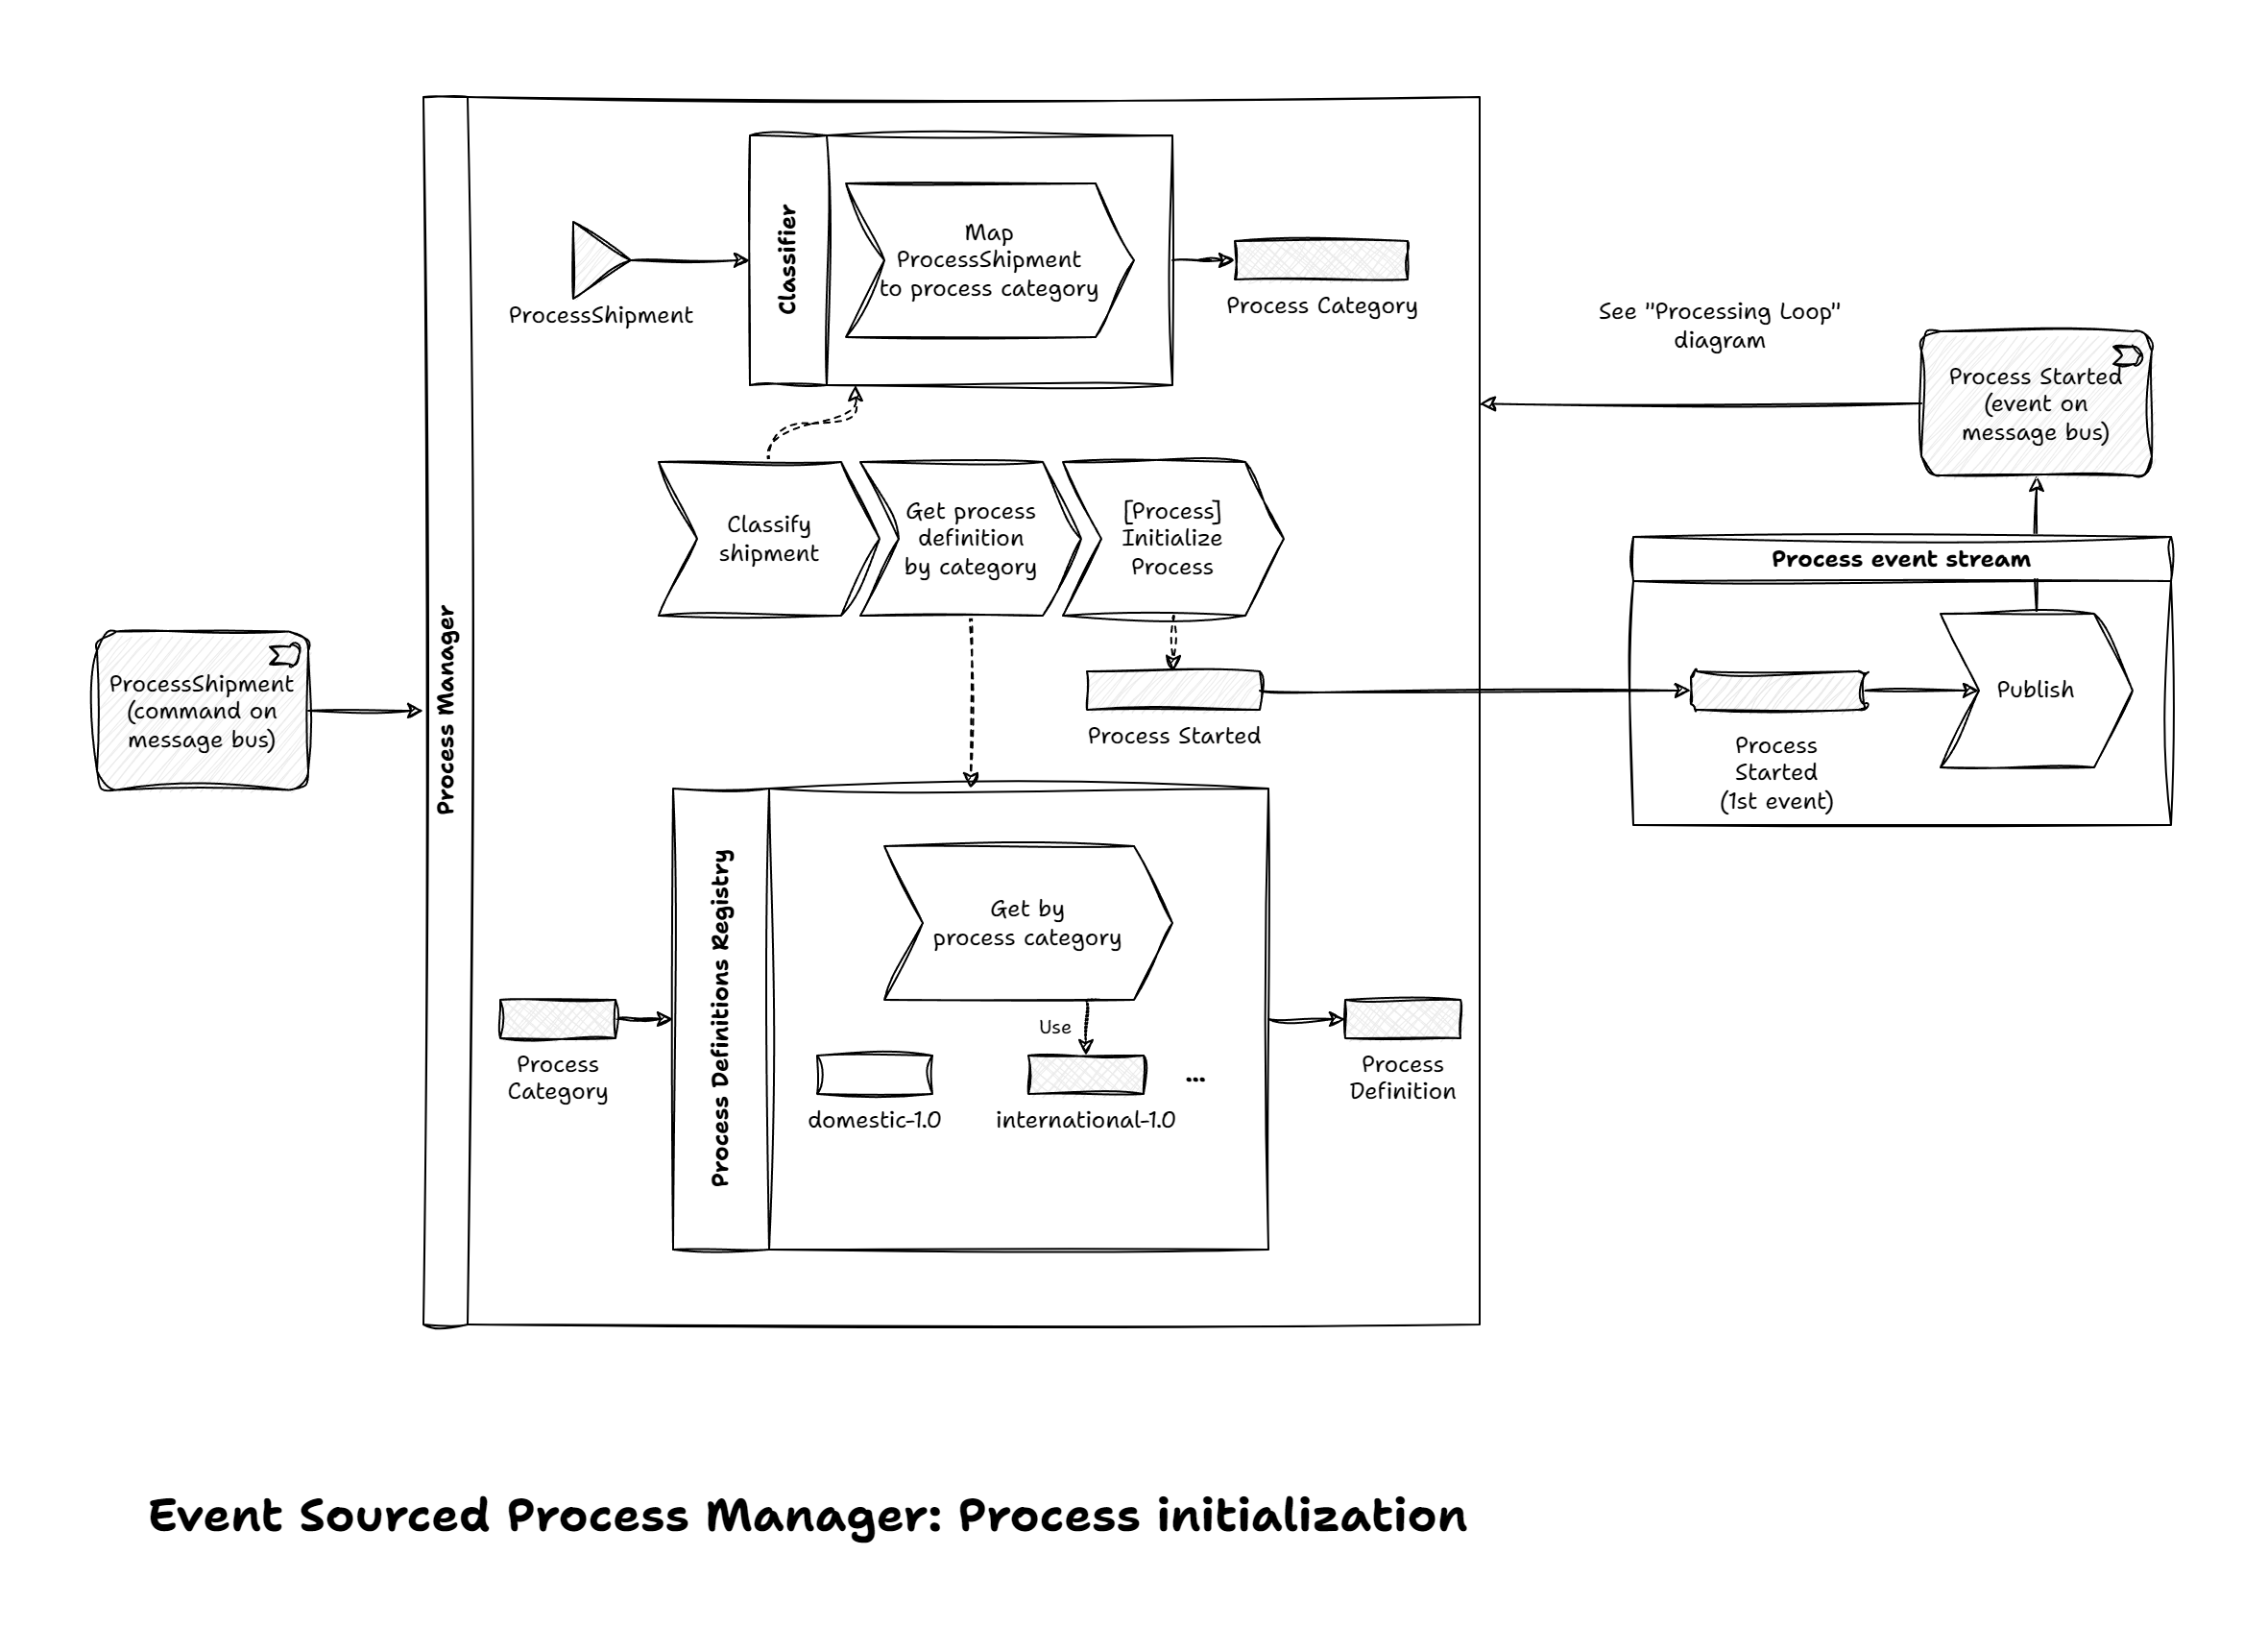 Classifier
Map
ProcessShipment
to process category
ProcessShipment
Process Category
See "Processing Loop"
diagram
Process Started
(event on
message bus)
Classify
shipment
Get process
definition
by category
[Process]
Initialize
Process
Process event stream
Process Manager
ProcessShipment
(command on
message bus)
Process Started
Process
Started
(1st event)
Publish
Process Definitions Registry
Get by
process category
Use
Process
Category
domestic-1.0
international-1.0
...
Process
Definition
Event Sourced Process Manager: Process initialization